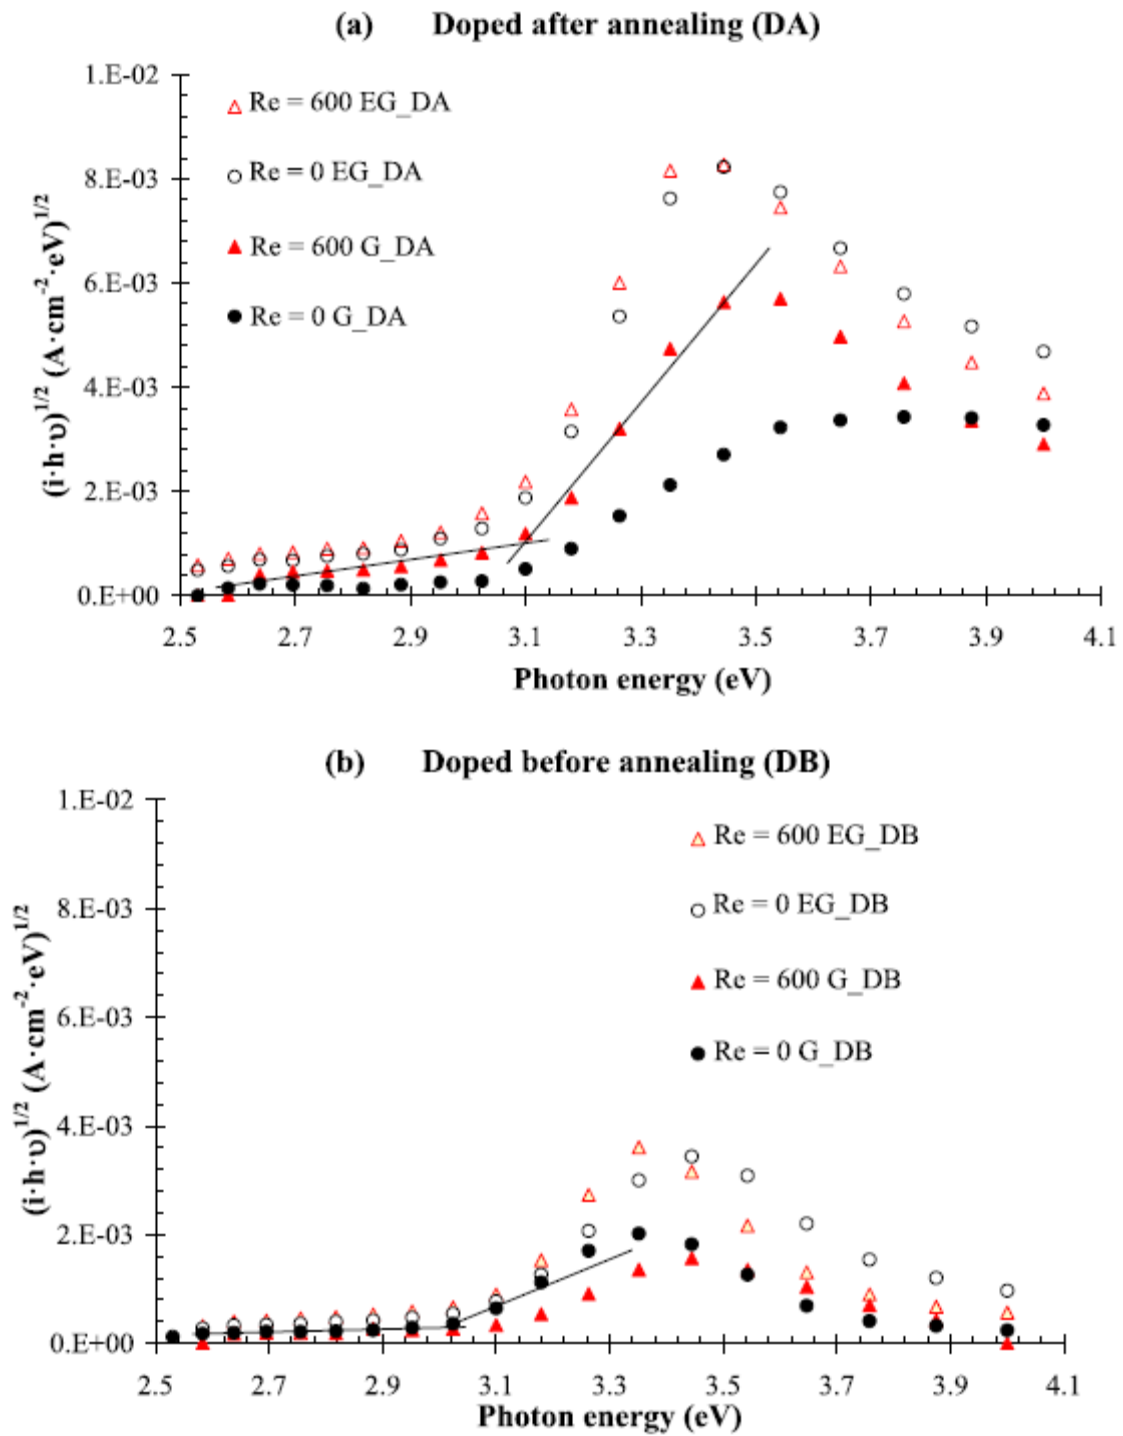 (a) Doped after annealing (DA)
1.E-02
8.E-03
6.E-03
4.E-03
2.E-03
0.E+00
(i·h·υ)^1/2 (A·cm^-2·eV)^1/2
Re = 600 EG_DA
Re = 0 EG_DA
Re = 600 G_DA
Re = 0 G_DA
2.5 2.7 2.9 3.1 3.3 3.5 3.7 3.9 4.1
Photon energy (eV)
(b) Doped before annealing (DB)
1.E-02
8.E-03
6.E-03
4.E-03
2.E-03
0.E+00
(i·h·υ)^1/2 (A·cm^-2·eV)^1/2
Re = 600 EG_DB
Re = 0 EG_DB
Re = 600 G_DB
Re = 0 G_DB
2.5 2.7 2.9 3.1 3.3 3.5 3.7 3.9 4.1
Photon energy (eV)